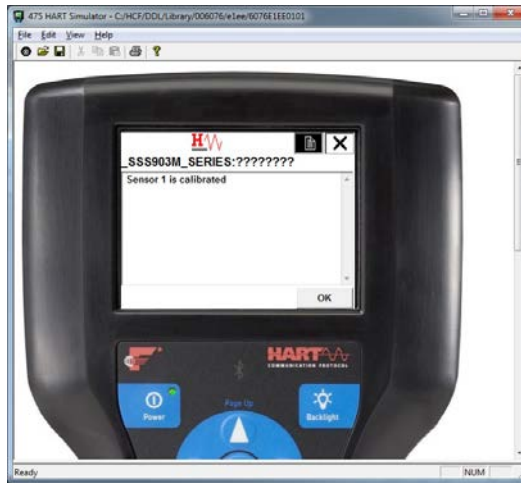 475 HART Simulator - C:/HCF/DDL/Library/006076/e1ee/6076E1EE0101
File Edit View Help
H
_SSS903M_SERIES:????????
Sensor 1 is calibrated
OK
HART
COMMUNICATION PROTOCOL
Power
Page Up
Backlight
Ready
NUM